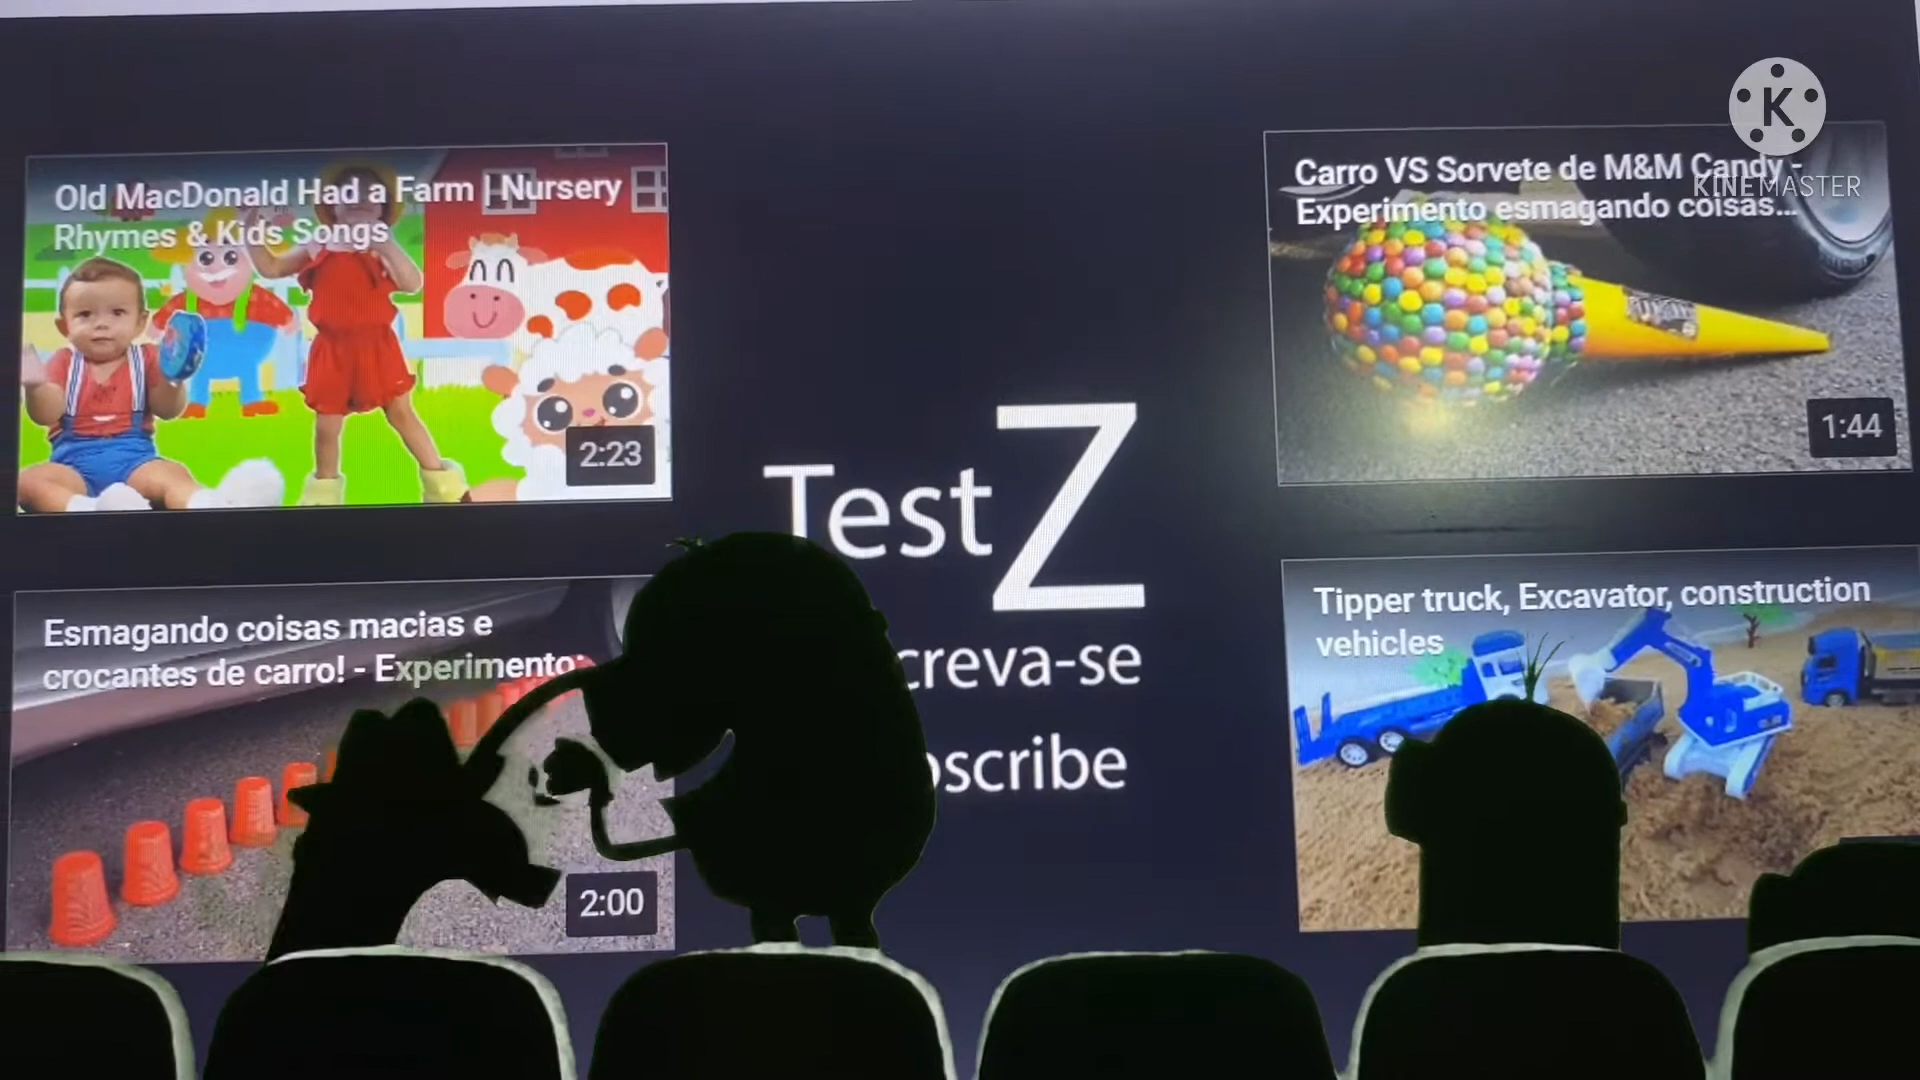 Old MacDonald Had a Farm | Nursery
Rhymes & Kids Songs
2:23
Carro VS Sorvete de M&M Candy -
Experimento esmagando coisas...
1:44
K
KINEMASTER
Test Z
creva-se
scribe
Esmagando coisas macias e
crocantes de carro! - Experimento:
2:00
Tipper truck, Excavator, construction
vehicles